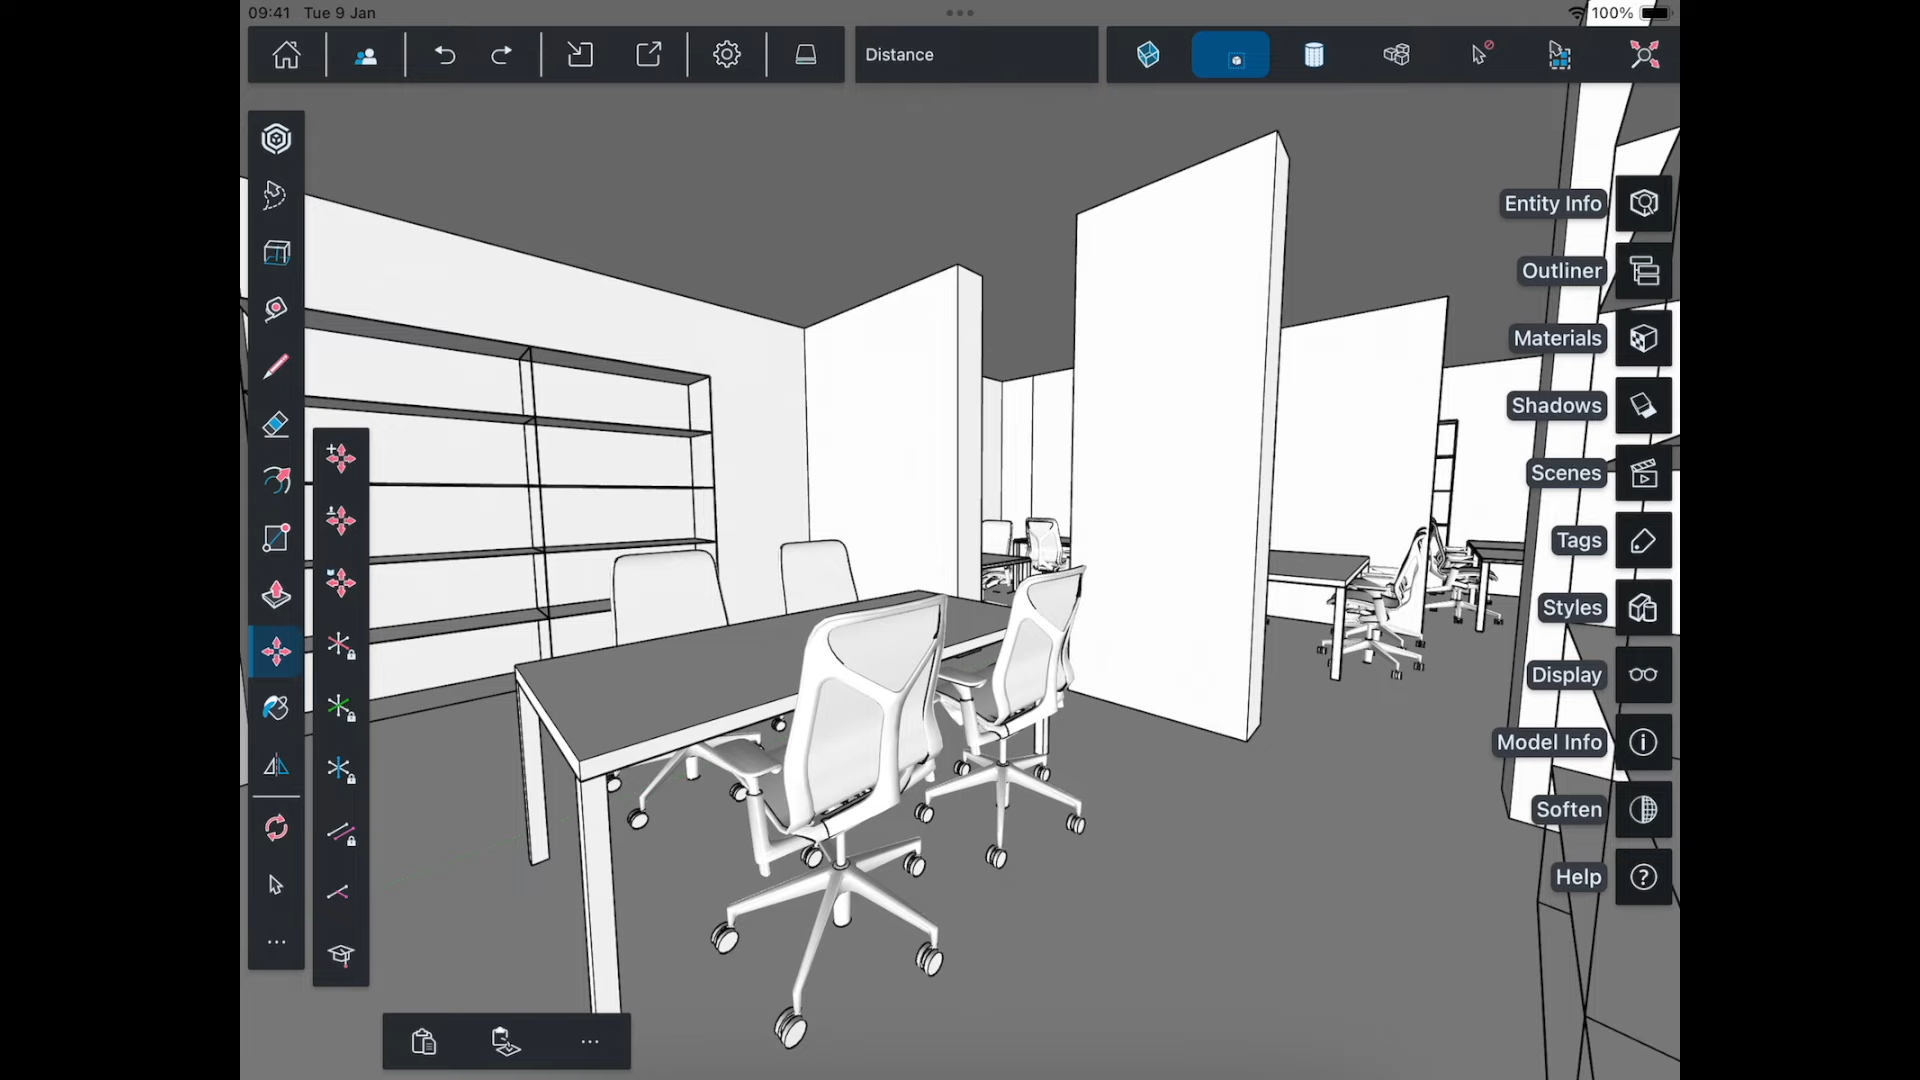 09:41 Tue 9 Jan
100%
Distance
Entity Info
Outliner
Materials
Shadows
Scenes
Tags
Styles
Display
Model Info
Soften
Help